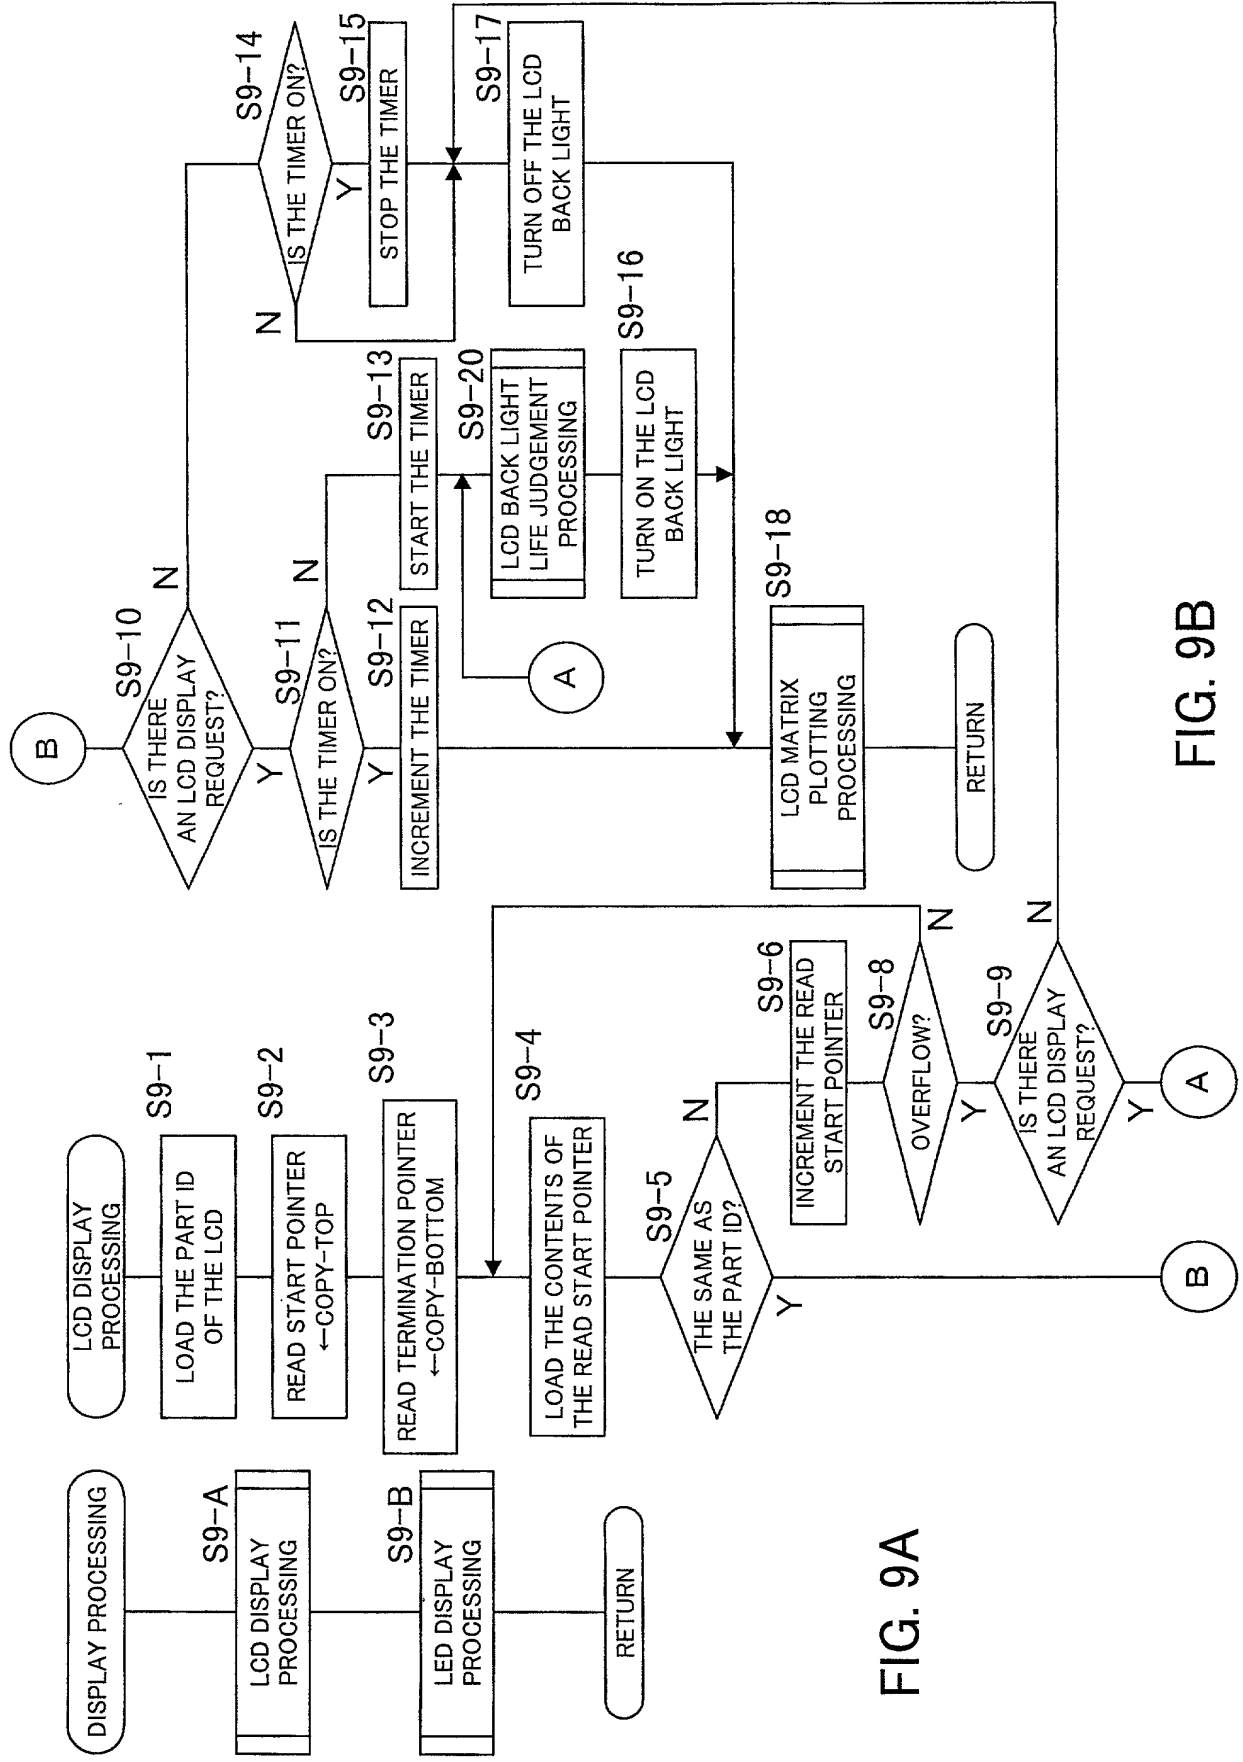 DISPLAY PROCESSING
S9-A
LCD DISPLAY
PROCESSING
S9-B
LED DISPLAY
PROCESSING
RETURN
FIG. 9A
LCD DISPLAY
PROCESSING
S9-1
LOAD THE PART ID
OF THE LCD
S9-2
READ START POINTER
←COPY-TOP
S9-3
READ TERMINATION POINTER
←COPY-BOTTOM
S9-4
LOAD THE CONTENTS OF
THE READ START POINTER
S9-5
THE SAME AS
THE PART ID?
N
Y
S9-6
INCREMENT THE READ
START POINTER
S9-8
OVERFLOW?
N
Y
S9-9
IS THERE
AN LCD DISPLAY
REQUEST?
N
Y
B
A
B
S9-10
IS THERE
AN LCD DISPLAY
REQUEST?
N
Y
S9-11
IS THE TIMER ON?
N
Y
S9-12
INCREMENT THE TIMER
S9-13
START THE TIMER
S9-14
IS THE TIMER ON?
N
Y
S9-15
STOP THE TIMER
A
S9-20
LCD BACK LIGHT
LIFE JUDGEMENT
PROCESSING
S9-16
TURN ON THE LCD
BACK LIGHT
S9-17
TURN OFF THE LCD
BACK LIGHT
S9-18
LCD MATRIX
PLOTTING
PROCESSING
RETURN
FIG. 9B